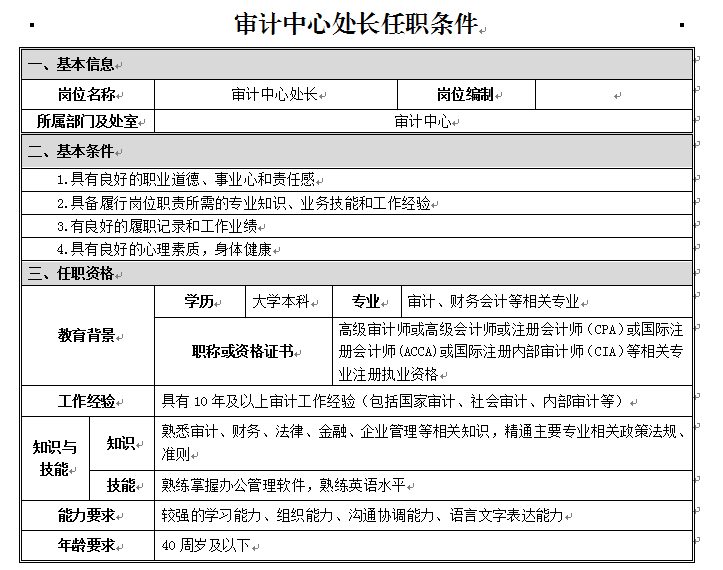 审计中心处长任职条件
一、基本信息
岗位名称 审计中心处长 岗位编制
所属部门及处室 审计中心
二、基本条件
1.具有良好的职业道德、事业心和责任感
2.具备履行岗位职责所需的专业知识、业务技能和工作经验
3.有良好的履职记录和工作业绩
4.具有良好的心理素质，身体健康
三、任职资格
教育背景 学历 大学本科 专业 审计、财务会计等相关专业
职称或资格证书 高级审计师或高级会计师或注册会计师（CPA）或国际注
册会计师(ACCA)或国际注册内部审计师（CIA）等相关专
业注册执业资格
工作经验 具有10年及以上审计工作经验（包括国家审计、社会审计、内部审计等）
知识与
技能
知识 熟悉审计、财务、法律、金融、企业管理等相关知识，精通主要专业相关政策法规、
准则
技能 熟练掌握办公管理软件，熟练英语水平
能力要求 较强的学习能力、组织能力、沟通协调能力、语言文字表达能力
年龄要求 40周岁及以下